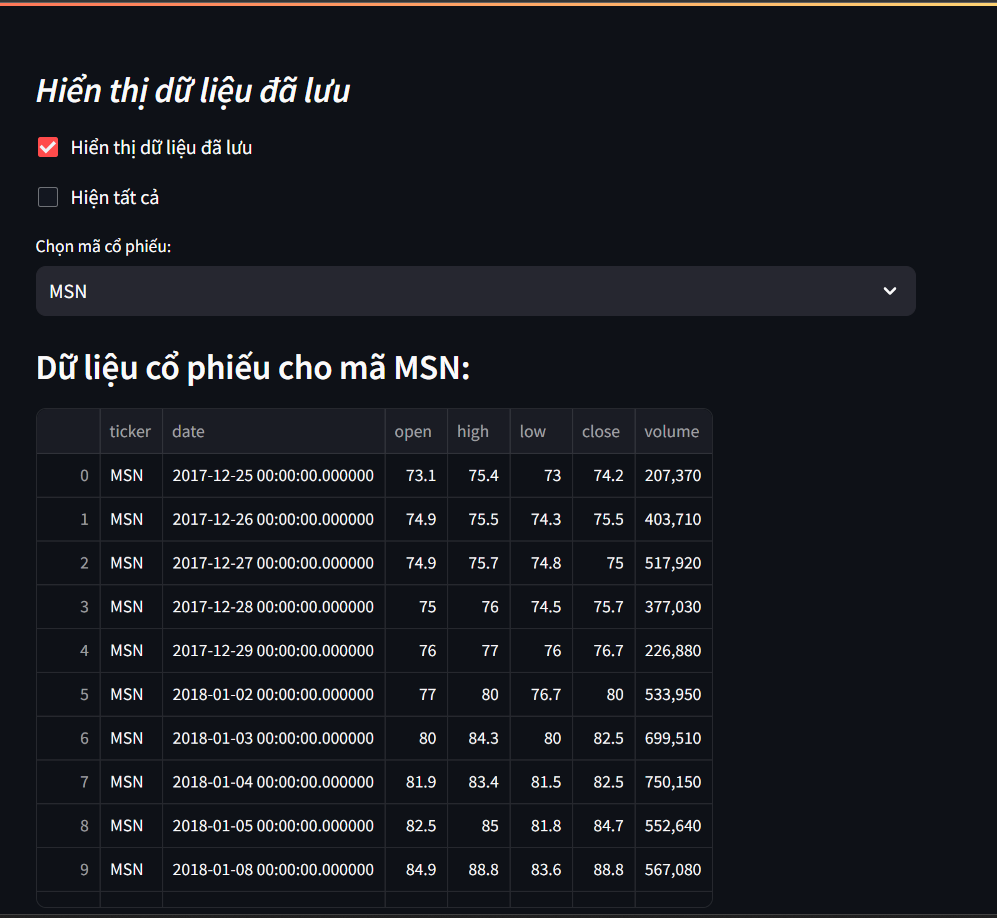 Hiển thị dữ liệu đã lưu
Hiển thị dữ liệu đã lưu
Hiện tất cả
Chọn mã cổ phiếu:
MSN
Dữ liệu cổ phiếu cho mã MSN:
ticker date open high low close volume
0 MSN 2017-12-25 00:00:00.000000 73.1 75.4 73 74.2 207,370
1 MSN 2017-12-26 00:00:00.000000 74.9 75.5 74.3 75.5 403,710
2 MSN 2017-12-27 00:00:00.000000 74.9 75.7 74.8 75 517,920
3 MSN 2017-12-28 00:00:00.000000 75 76 74.5 75.7 377,030
4 MSN 2017-12-29 00:00:00.000000 76 77 76 76.7 226,880
5 MSN 2018-01-02 00:00:00.000000 77 80 76.7 80 533,950
6 MSN 2018-01-03 00:00:00.000000 80 84.3 80 82.5 699,510
7 MSN 2018-01-04 00:00:00.000000 81.9 83.4 81.5 82.5 750,150
8 MSN 2018-01-05 00:00:00.000000 82.5 85 81.8 84.7 552,640
9 MSN 2018-01-08 00:00:00.000000 84.9 88.8 83.6 88.8 567,080